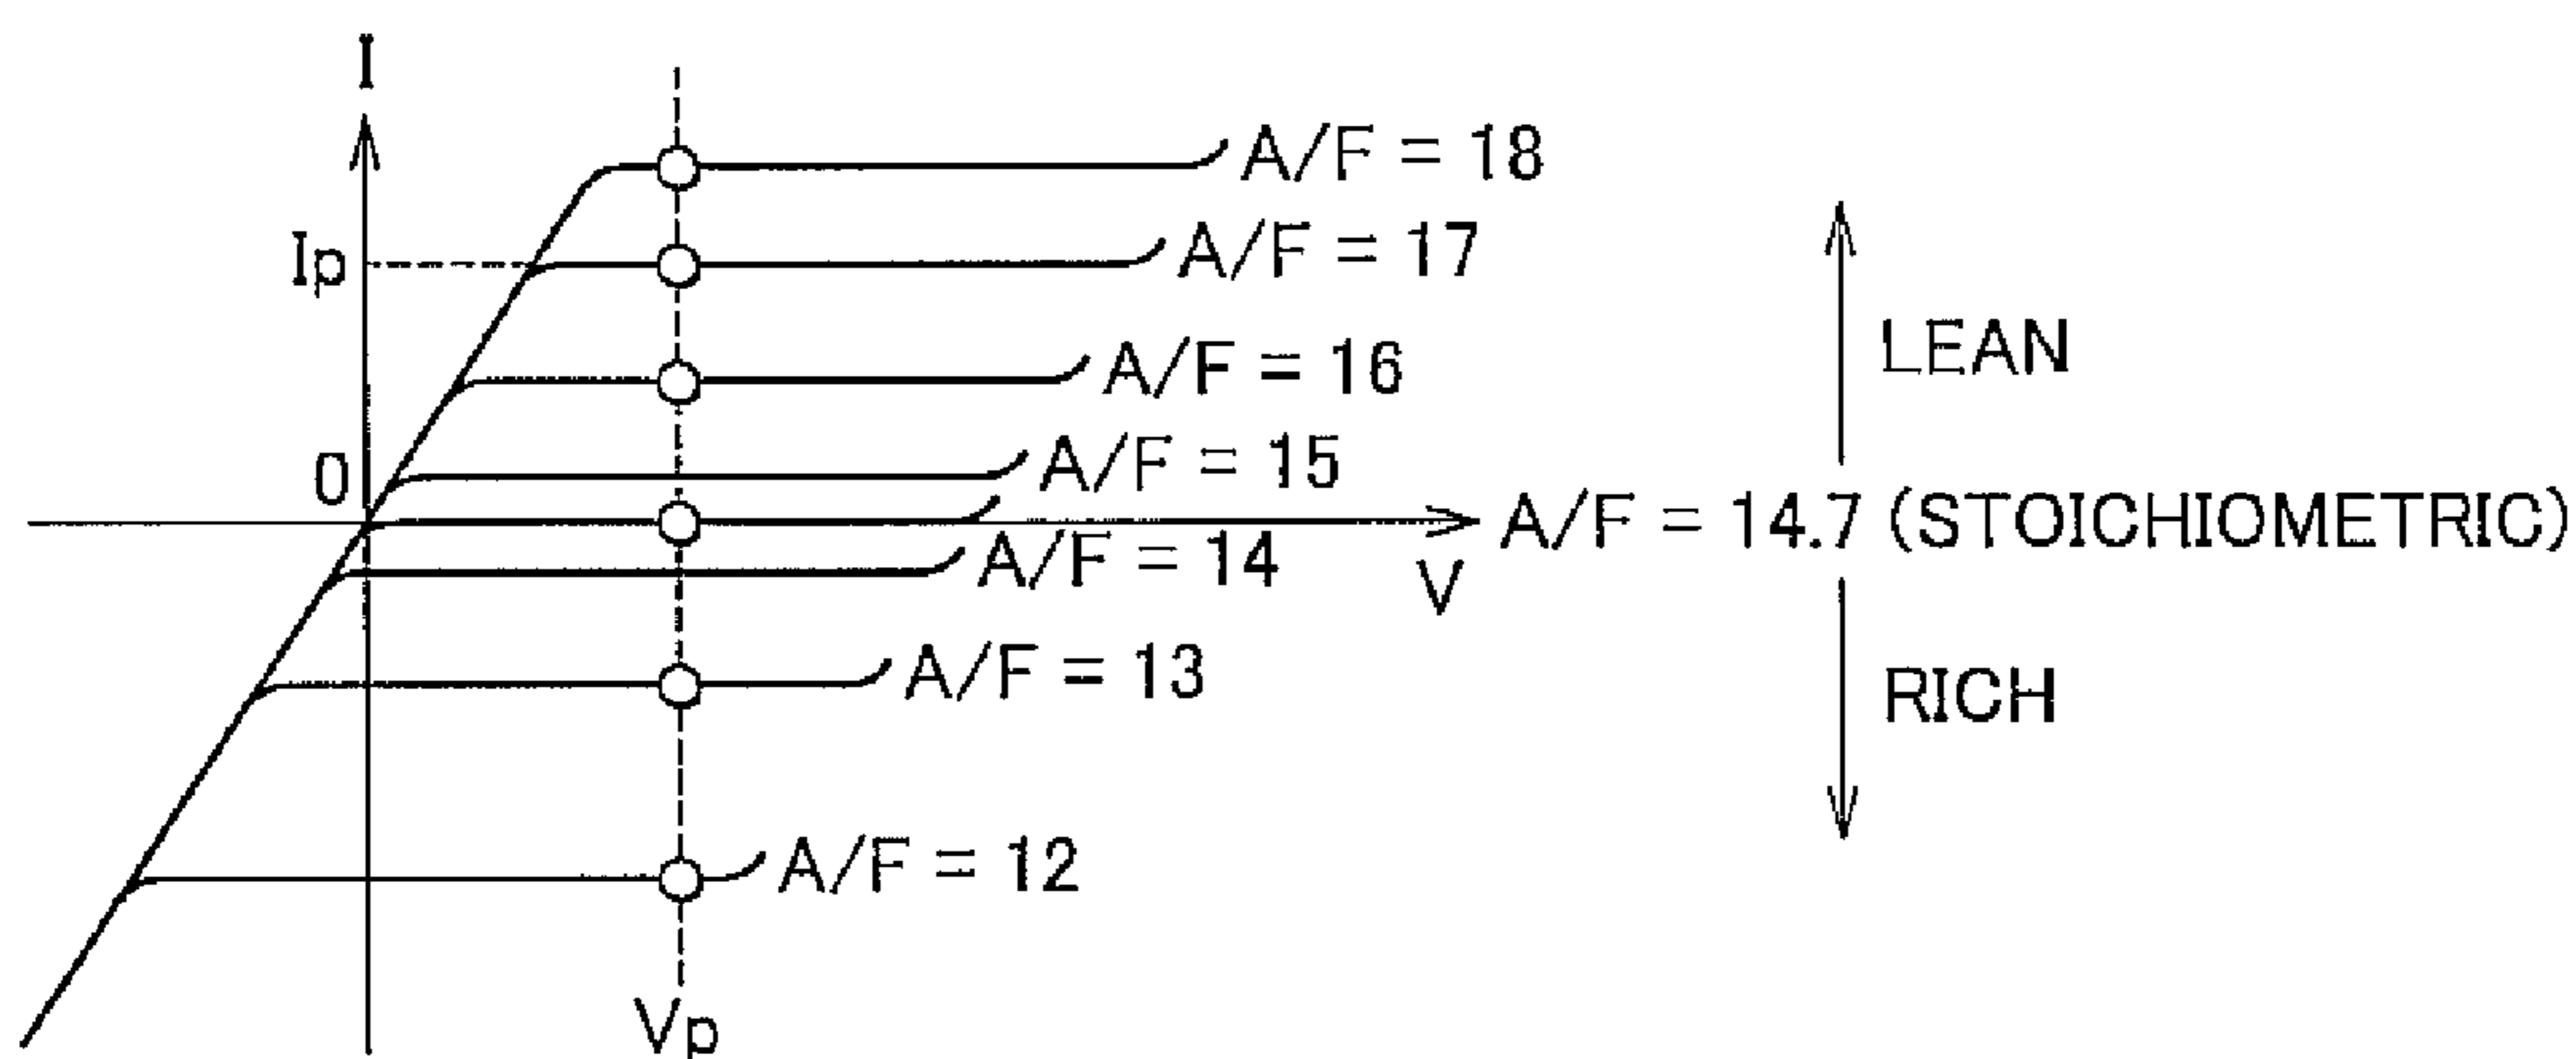 I
A/F = 18
Ip
A/F = 17
A/F = 16
LEAN
0
A/F = 15
A/F = 14.7 (STOICHIOMETRIC)
A/F = 14
V
A/F = 13
RICH
A/F = 12
Vp